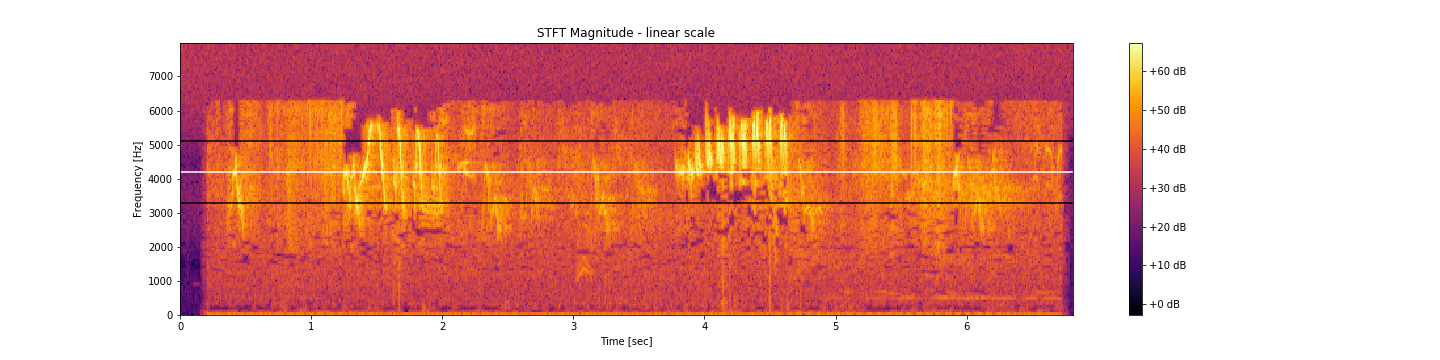 STFT Magnitude - linear scale
7000
6000
5000
4000
3000
2000
1000
0
Frequency [Hz]
0 1 2 3 4 5 6
Time [sec]
+60 dB
+50 dB
+40 dB
+30 dB
+20 dB
+10 dB
+0 dB